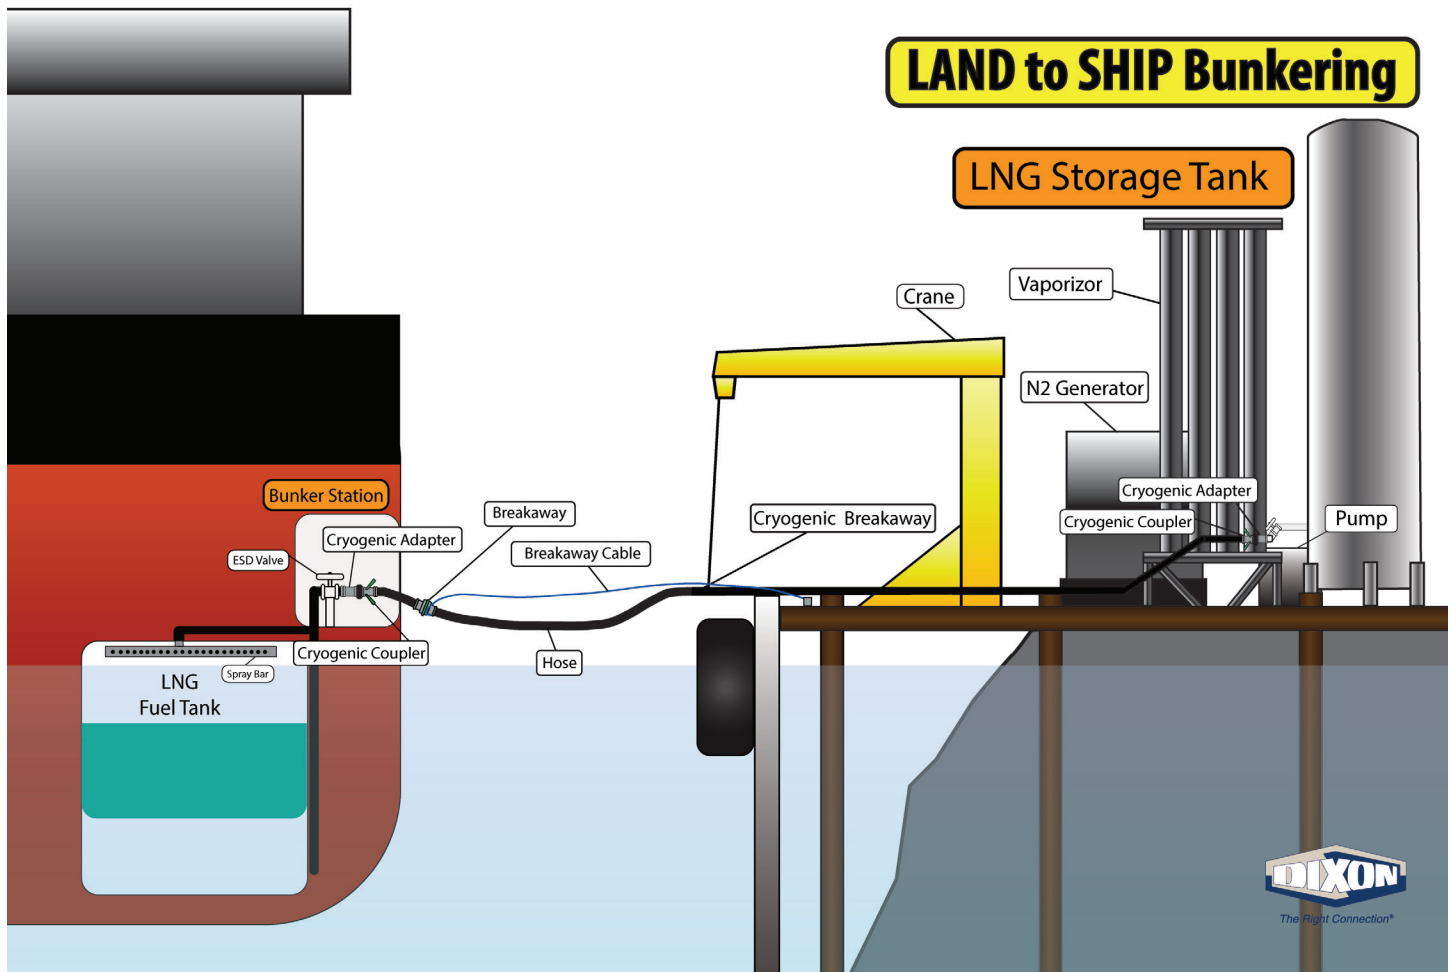 LAND to SHIP Bunkering
LNG Storage Tank
Vaporizor
Crane
N2 Generator
Cryogenic Adapter
Cryogenic Coupler
Pump
Bunker Station
Breakaway
Cryogenic Breakaway
Cryogenic Adapter
Breakaway Cable
ESD Valve
Cryogenic Coupler
Hose
Spray Bar
LNG
Fuel Tank
DIXON
The Right Connection®